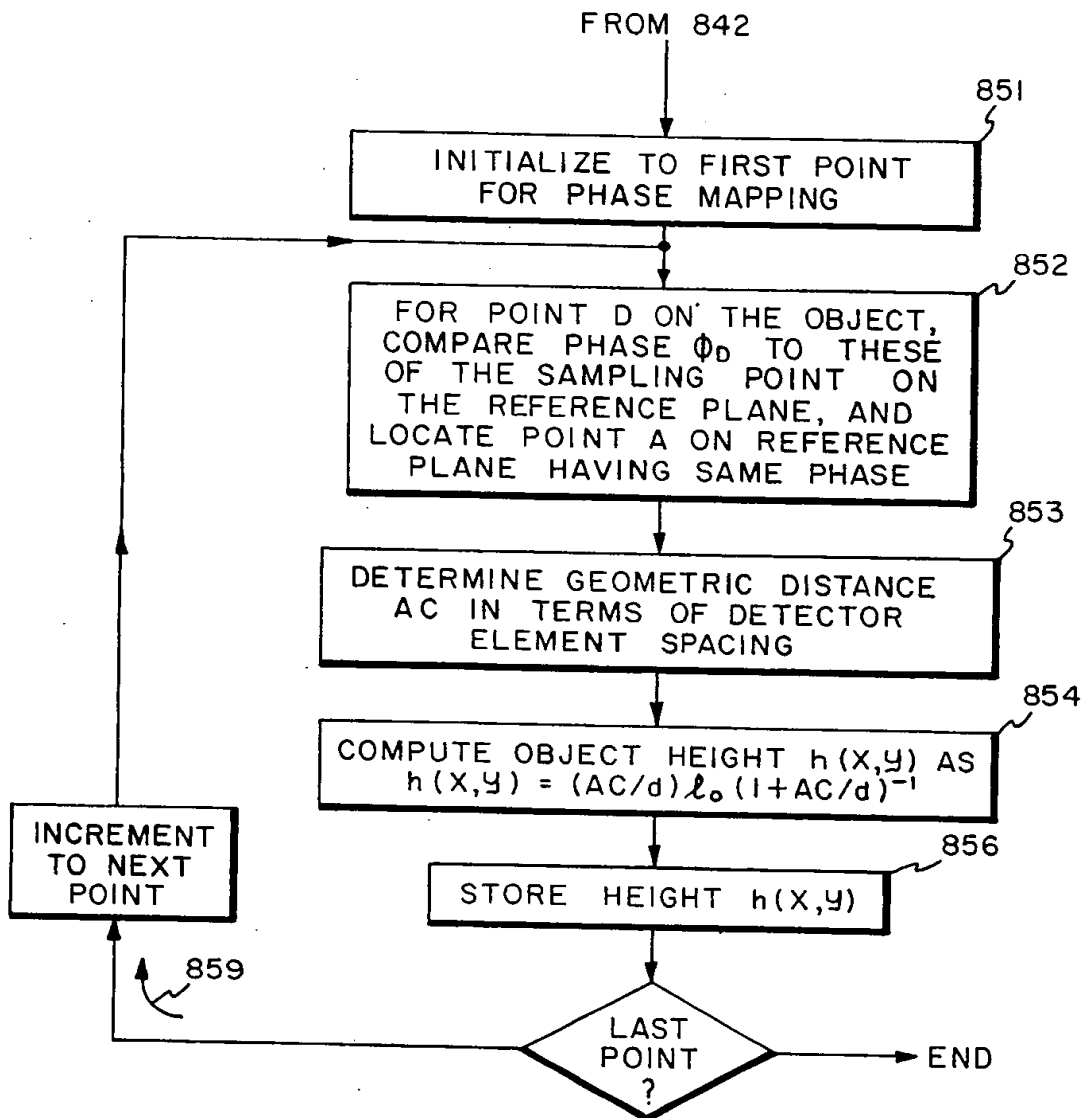 FROM 842
851
INITIALIZE TO FIRST POINT
FOR PHASE MAPPING
852
FOR POINT D ON THE OBJECT,
COMPARE PHASE ΦD TO THESE
OF THE SAMPLING POINT ON
THE REFERENCE PLANE, AND
LOCATE POINT A ON REFERENCE
PLANE HAVING SAME PHASE
853
DETERMINE GEOMETRIC DISTANCE
AC IN TERMS OF DETECTOR
ELEMENT SPACING
854
COMPUTE OBJECT HEIGHT h(X,y) AS
h(X,y) = (AC/d) ℓ₀ (1+AC/d)⁻¹
856
STORE HEIGHT h(X,y)
INCREMENT
TO NEXT
POINT
859
LAST
POINT
?
END